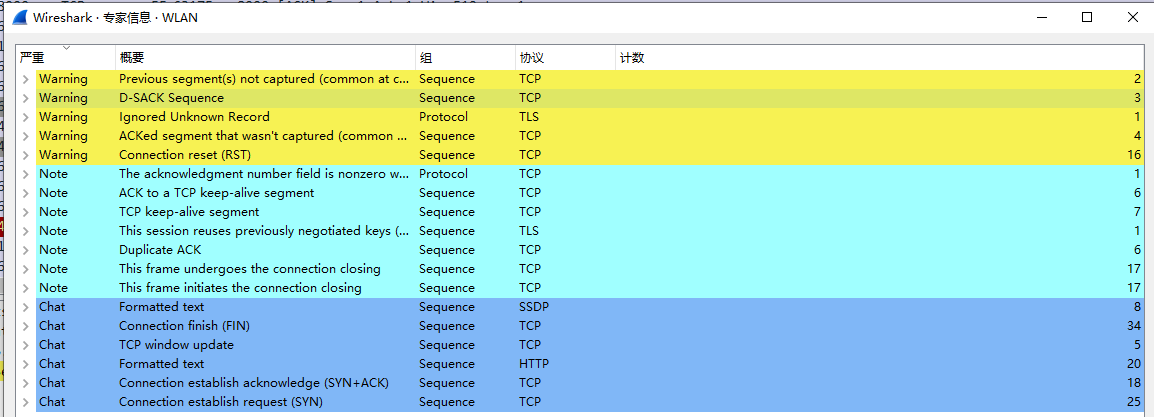 Wireshark · 专家信息 · WLAN
严重 概要 组 协议 计数
Warning Previous segment(s) not captured (common at c... Sequence TCP 2
Warning D-SACK Sequence Sequence TCP 3
Warning Ignored Unknown Record Protocol TLS 1
Warning ACKed segment that wasn't captured (common ... Sequence TCP 4
Warning Connection reset (RST) Sequence TCP 16
Note The acknowledgment number field is nonzero w... Protocol TCP 1
Note ACK to a TCP keep-alive segment Sequence TCP 6
Note TCP keep-alive segment Sequence TCP 7
Note This session reuses previously negotiated keys (... Sequence TLS 1
Note Duplicate ACK Sequence TCP 6
Note This frame undergoes the connection closing Sequence TCP 17
Note This frame initiates the connection closing Sequence TCP 17
Chat Formatted text Sequence SSDP 8
Chat Connection finish (FIN) Sequence TCP 34
Chat TCP window update Sequence TCP 5
Chat Formatted text Sequence HTTP 20
Chat Connection establish acknowledge (SYN+ACK) Sequence TCP 18
Chat Connection establish request (SYN) Sequence TCP 25